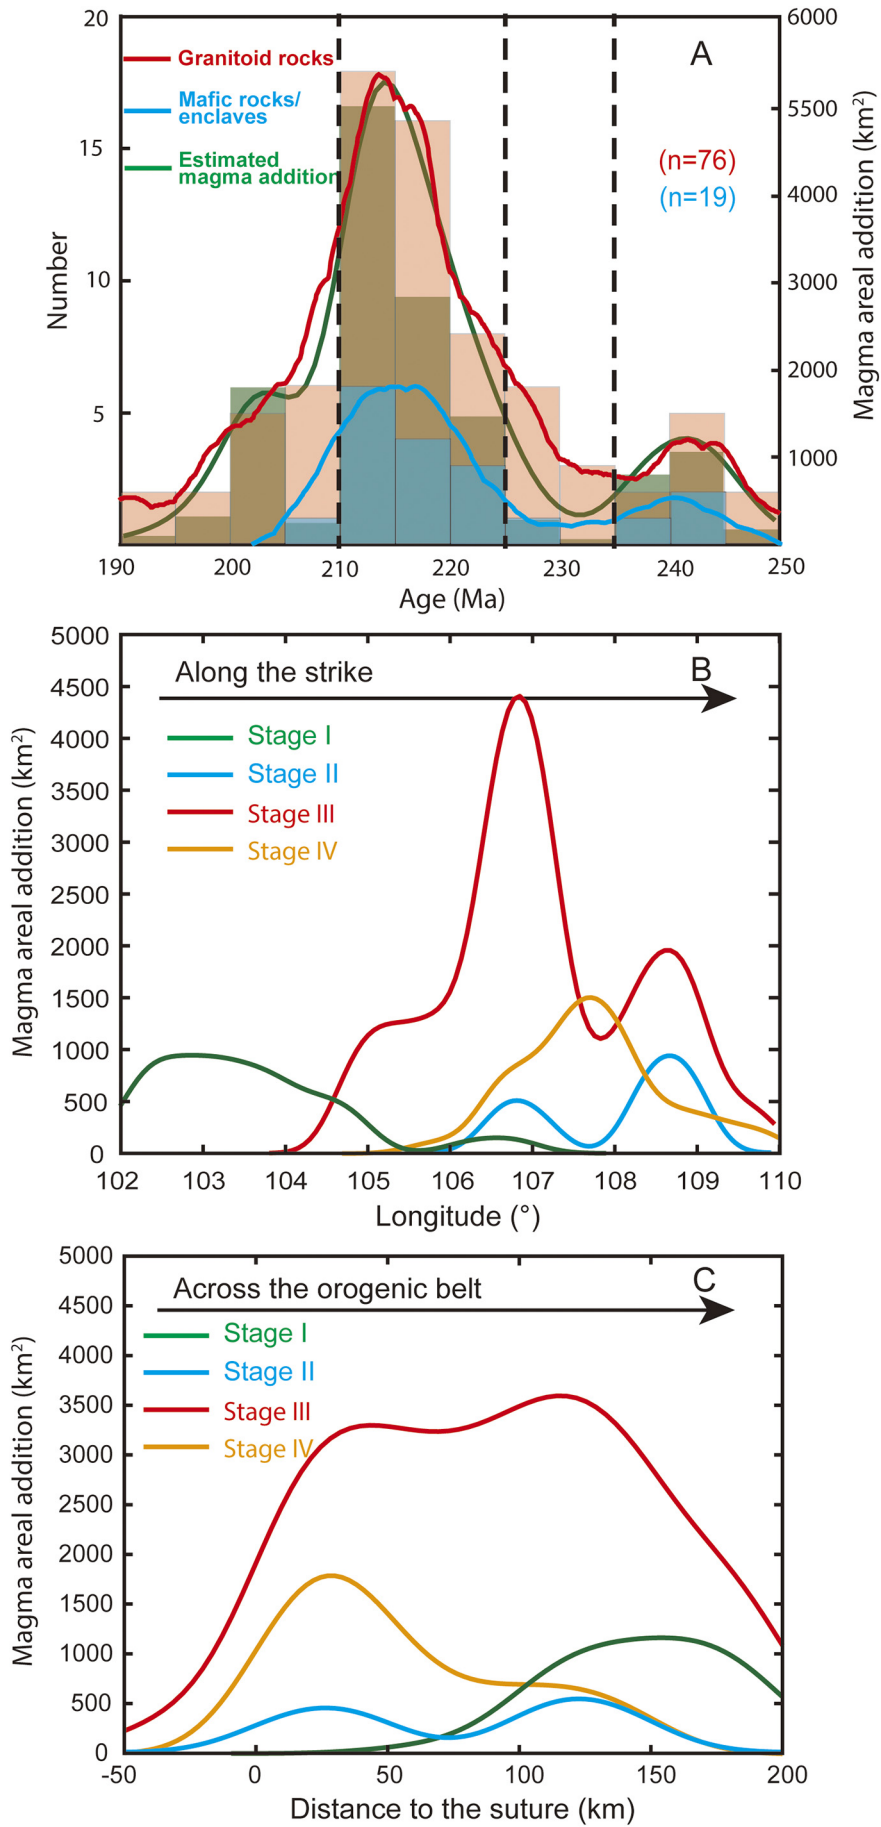 20
6000
Granitoid rocks
A
Mafic rocks/
enclaves
5500
15
Estimated
magma addition
(n=76)
(n=19)
4000
Number
Magma areal addition (km²)
10
3000
2000
5
1000
190
200
210
220
230
240
250
Age (Ma)
5000
Along the strike
B
4500
Stage I
4000
Stage II
3500
Stage III
3000
Stage IV
2500
2000
1500
1000
500
0
Magma areal addition (km²)
102
103
104
105
106
107
108
109
110
Longitude (°)
5000
Across the orogenic belt
C
4500
Stage I
4000
Stage II
3500
Stage III
3000
Stage IV
2500
2000
1500
1000
500
0
Magma areal addition (km²)
-50
0
50
100
150
200
Distance to the suture (km)